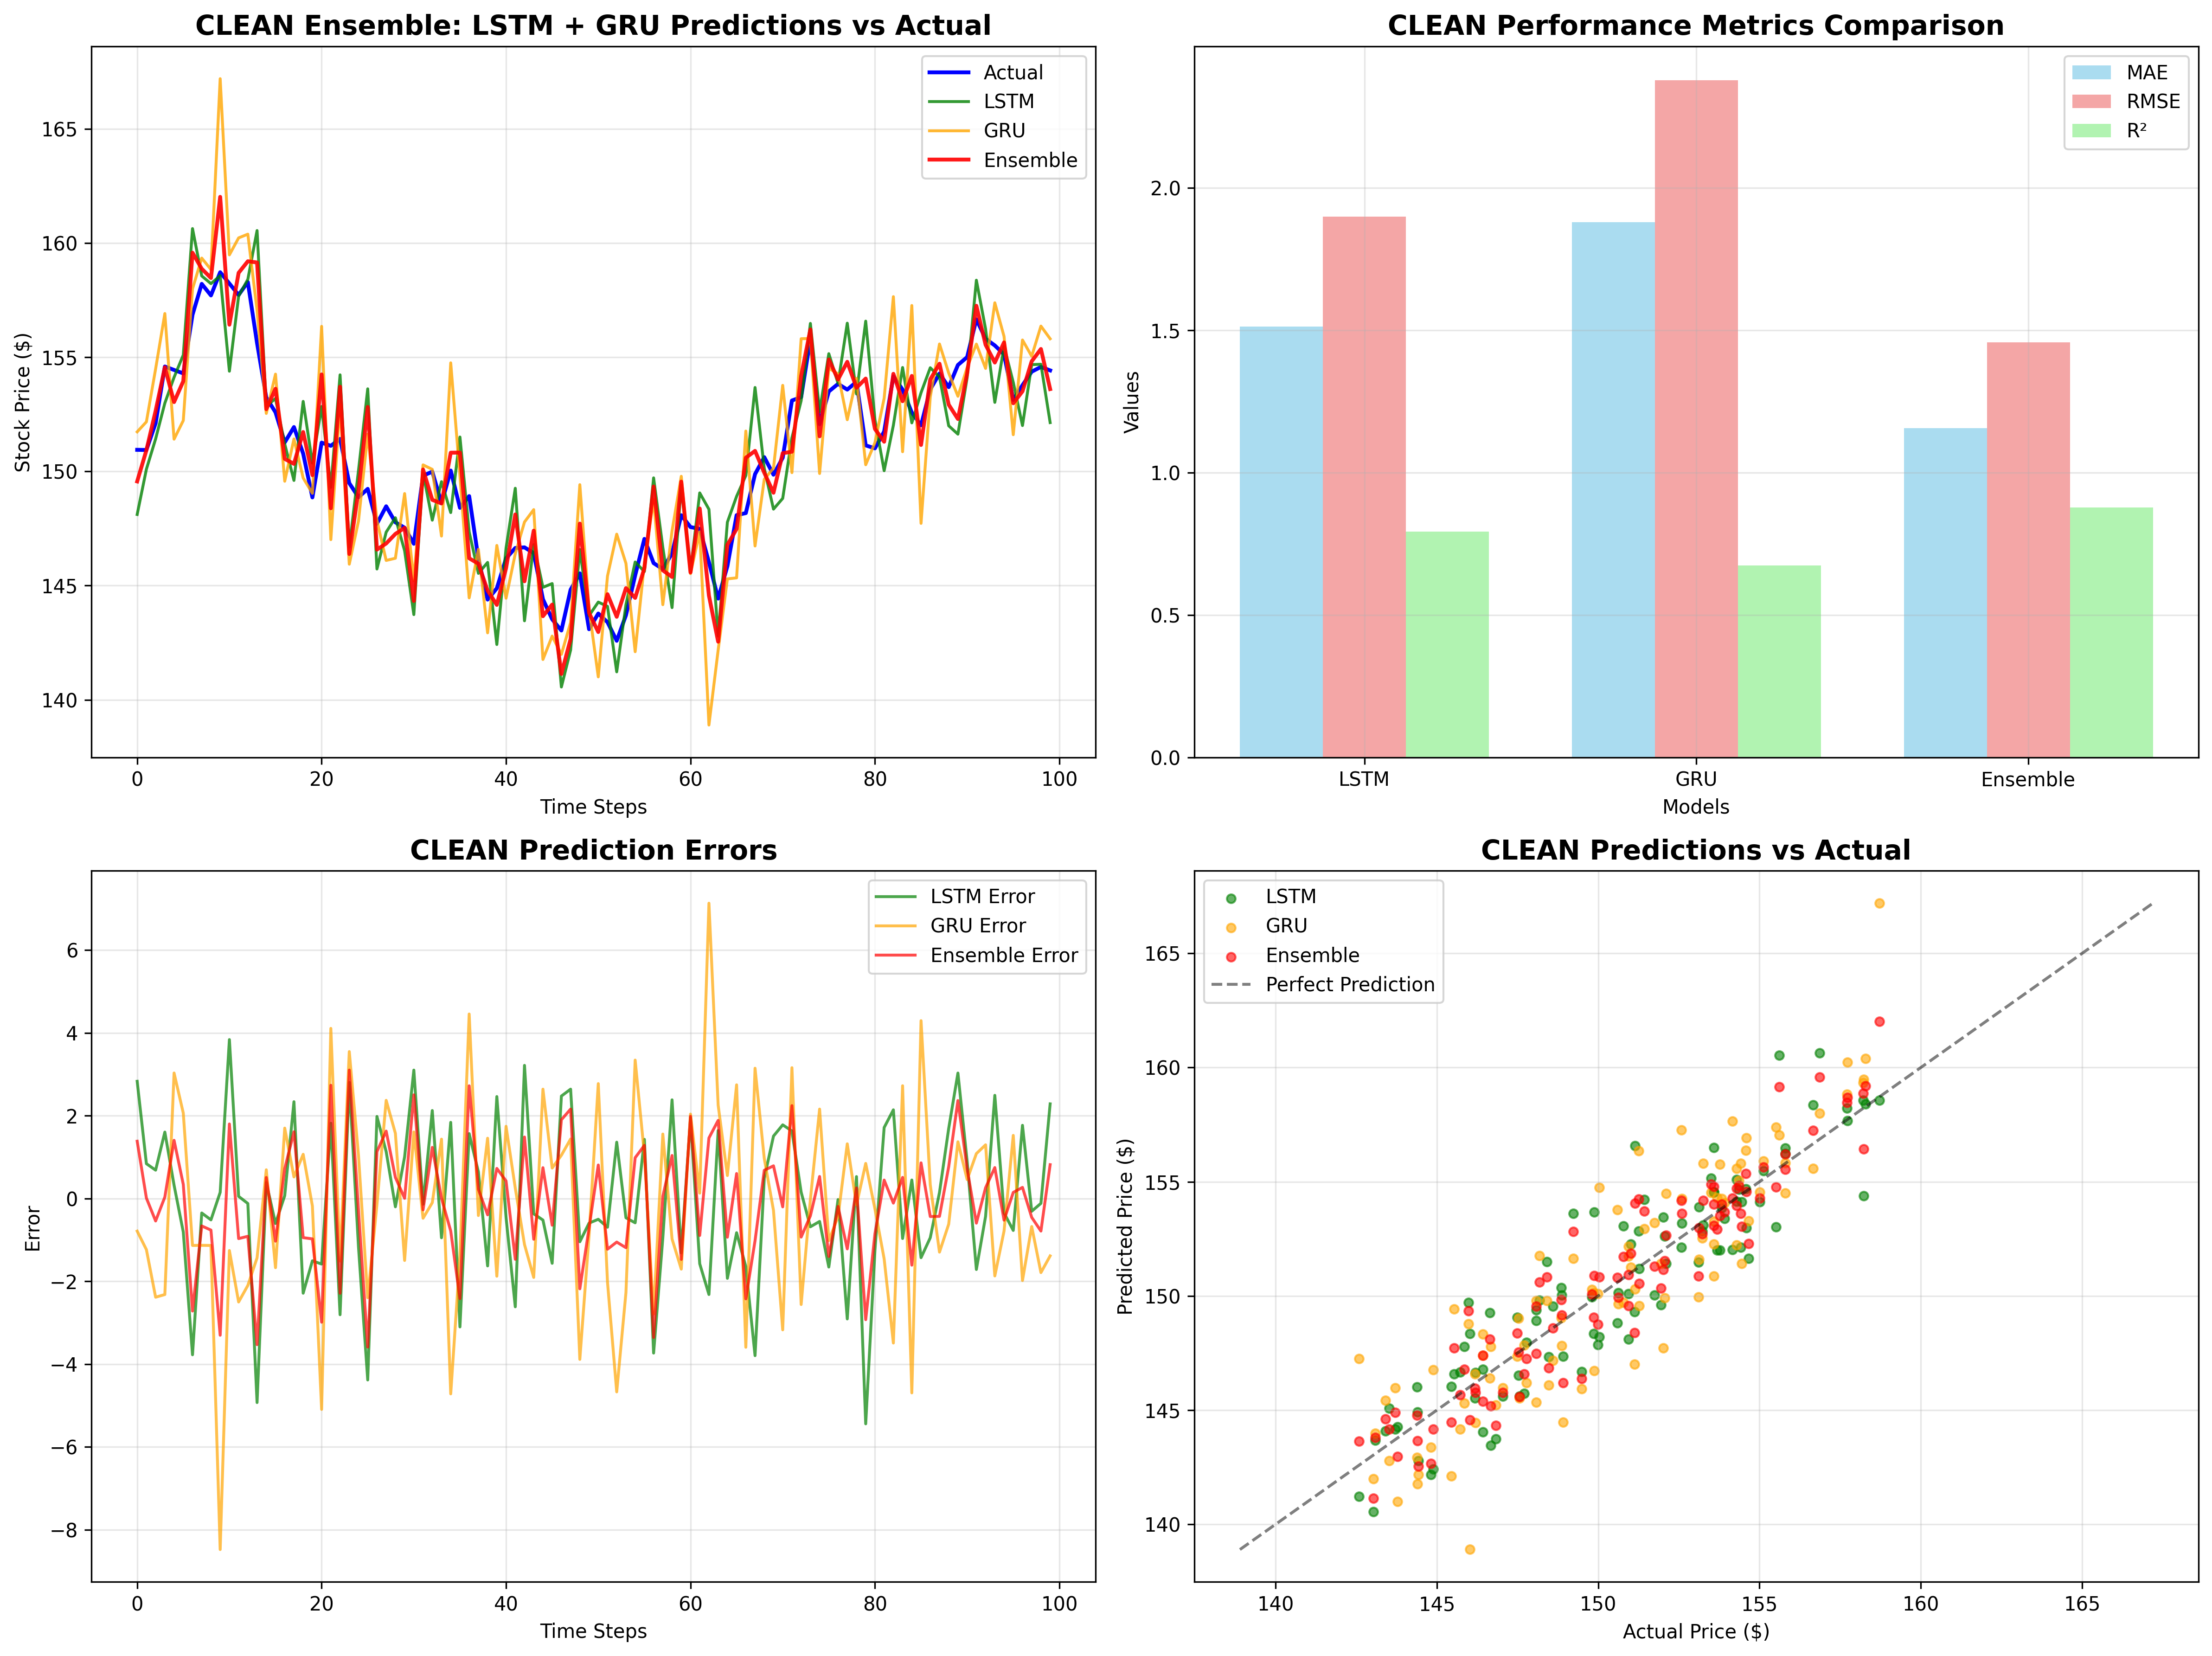 CLEAN Ensemble: LSTM + GRU Predictions vs Actual
Actual
LSTM
GRU
Ensemble
165
160
155
150
145
140
Stock Price ($)
0 20 40 60 80 100
Time Steps
CLEAN Performance Metrics Comparison
MAE
RMSE
R²
2.0
1.5
1.0
0.5
0.0
Values
LSTM GRU Ensemble
Models
CLEAN Prediction Errors
LSTM Error
GRU Error
Ensemble Error
6
4
2
0
−2
−4
−6
−8
Error
0 20 40 60 80 100
Time Steps
CLEAN Predictions vs Actual
LSTM
GRU
Ensemble
Perfect Prediction
165
160
155
150
145
140
Predicted Price ($)
140 145 150 155 160 165
Actual Price ($)